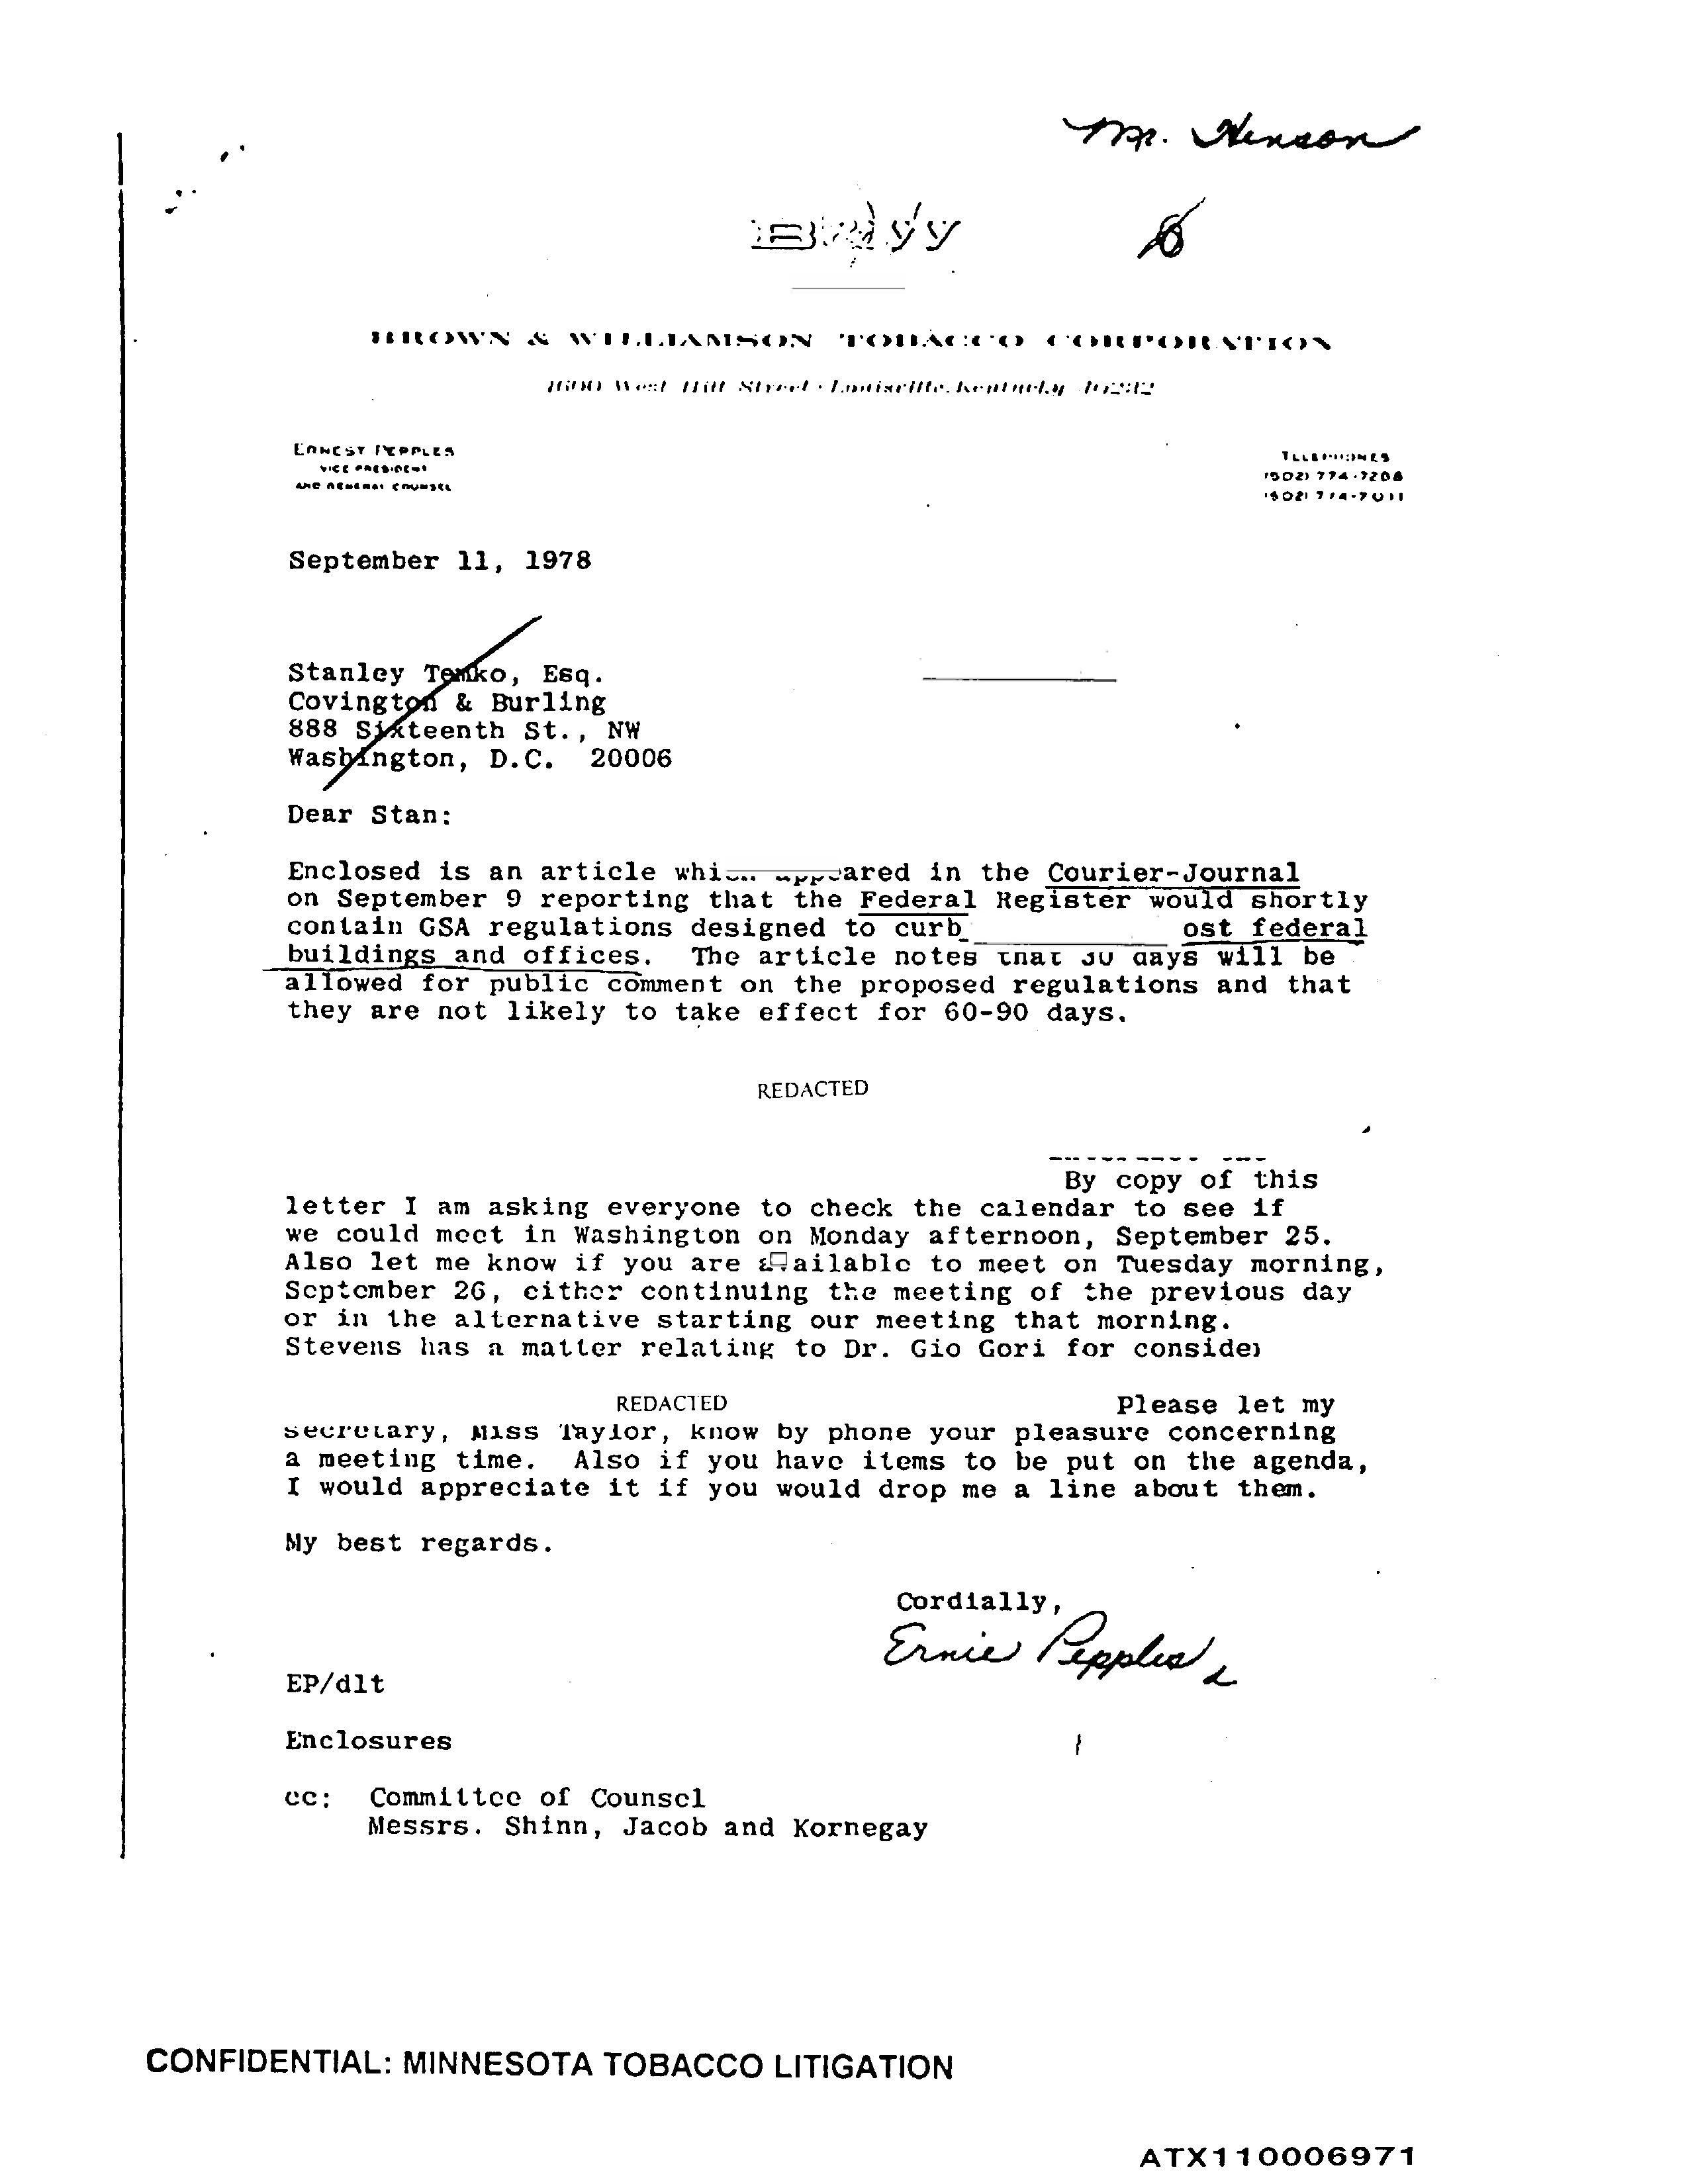 Mr. Henson
BROWN & WILLIAMSON TOBACCO CORPORATION
1600 West Hill Street · Louisville, Kentucky 40232
ERNEST PEPPLES
VICE PRESIDENT
AND GENERAL COUNSEL
TELEPHONES
(502) 774-7208
(502) 774-7011
September 11, 1978
Stanley Temko, Esq.
Covington & Burling
888 Sixteenth St., NW
Washington, D.C. 20006
Dear Stan:
Enclosed is an article which appeared in the Courier-Journal
on September 9 reporting that the Federal Register would shortly
contain GSA regulations designed to curb ost federal
buildings and offices. The article notes that 30 days will be
allowed for public comment on the proposed regulations and that
they are not likely to take effect for 60-90 days.
REDACTED
By copy of this
letter I am asking everyone to check the calendar to see if
we could meet in Washington on Monday afternoon, September 25.
Also let me know if you are available to meet on Tuesday morning,
September 26, either continuing the meeting of the previous day
or in the alternative starting our meeting that morning.
Stevens has a matter relating to Dr. Gio Gori for consider
REDACTED Please let my
secretary, Miss Taylor, know by phone your pleasure concerning
a meeting time. Also if you have items to be put on the agenda,
I would appreciate it if you would drop me a line about them.
My best regards.
Cordially,
Ernie Pepples
EP/dlt
Enclosures
cc: Committee of Counsel
Messrs. Shinn, Jacob and Kornegay
CONFIDENTIAL: MINNESOTA TOBACCO LITIGATION
ATX110006971